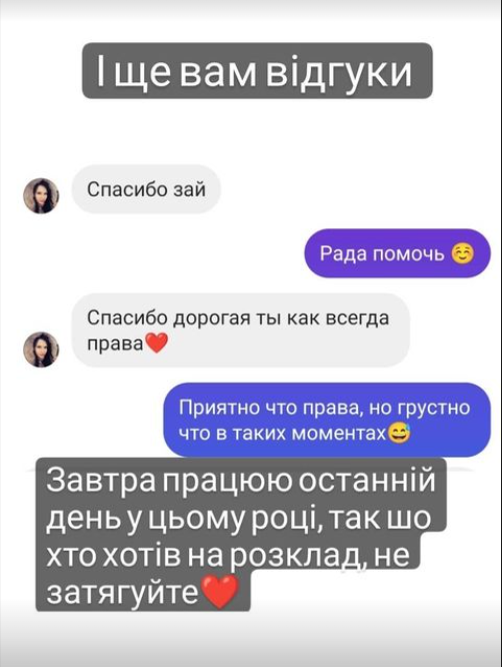 І ще вам відгуки
Спасибо зай
Рада помочь ☺️
Спасибо дорогая ты как всегда
права❤️
Приятно что права, но грустно
что в таких моментах😅
Завтра працюю останній
день у цьому році, так шо
хто хотів на розклад, не
затягуйте❤️